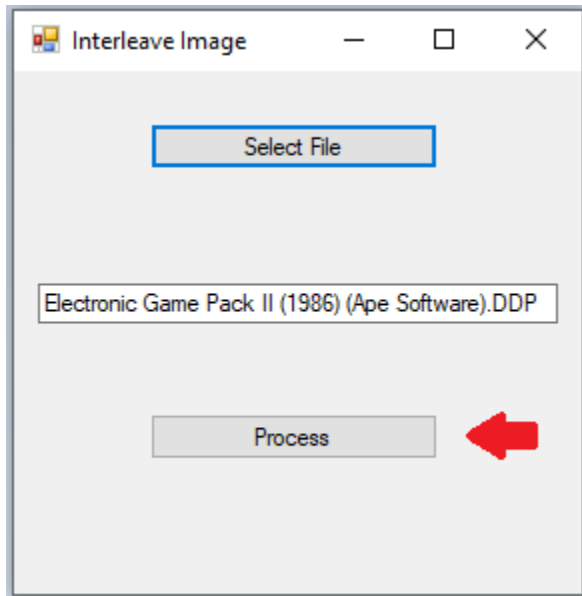 Interleave Image
Select File
Electronic Game Pack II (1986) (Ape Software).DDP
Process